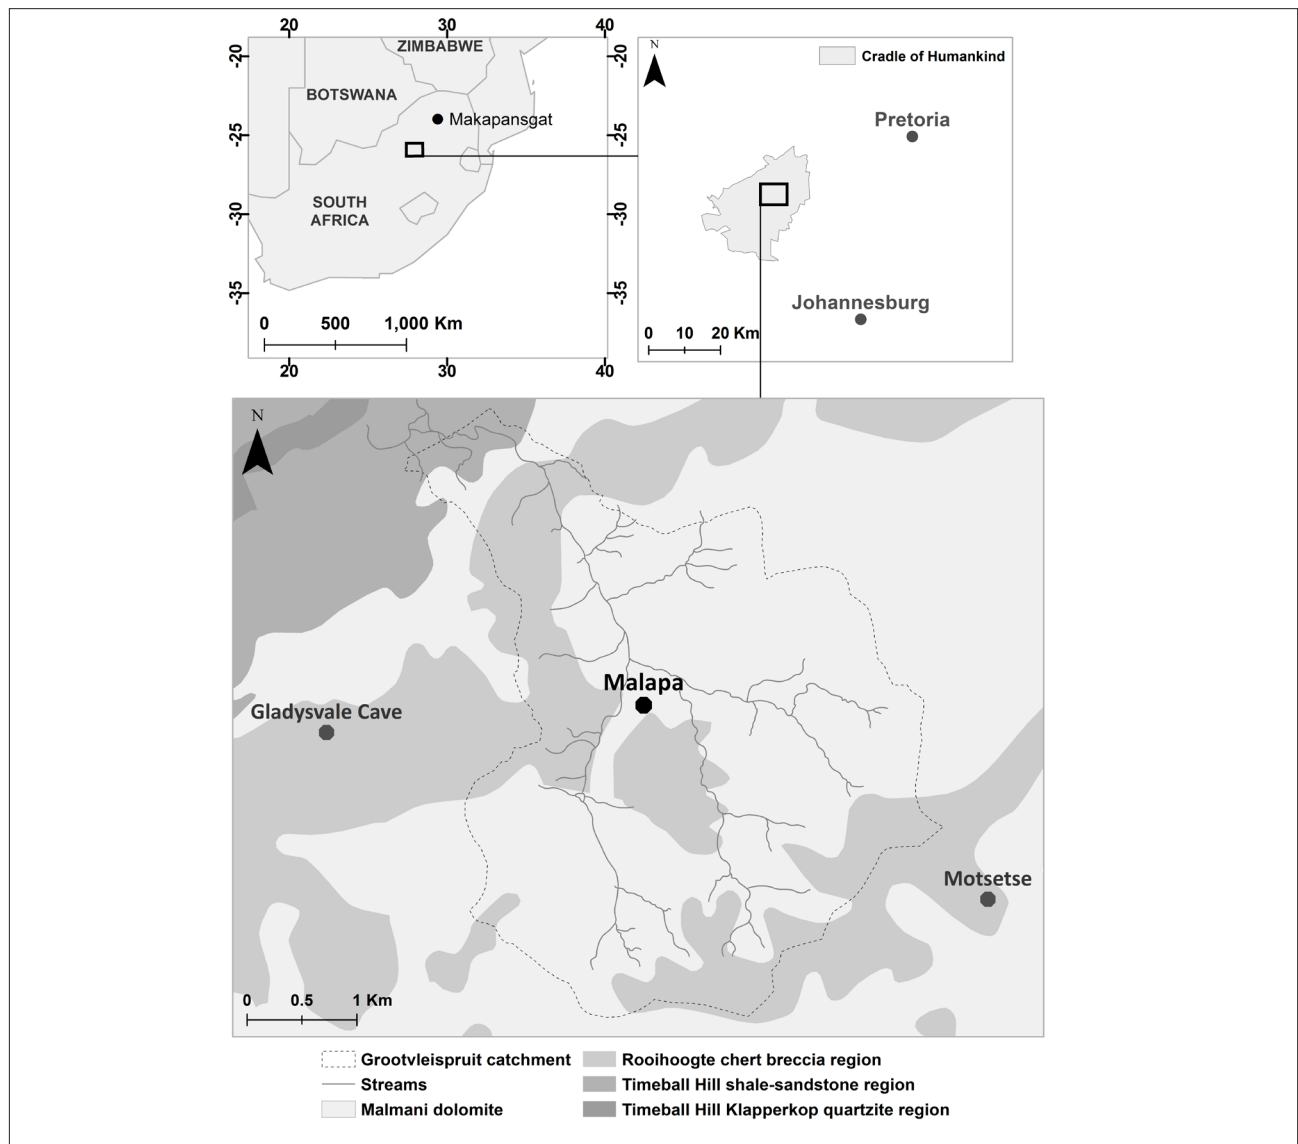 20
30
40
-20
-25
-30
-35
ZIMBABWE
BOTSWANA
Makapansgat
SOUTH
AFRICA
0 500 1,000 Km
-20
-25
-30
-35
20 30 40
N
Cradle of Humankind
Pretoria
Johannesburg
0 10 20 Km
N
Malapa
Gladysvale Cave
Motsetse
0 0.5 1 Km
Grootvleispruit catchment
Streams
Malmani dolomite
Rooihoogte chert breccia region
Timeball Hill shale-sandstone region
Timeball Hill Klapperkop quartzite region